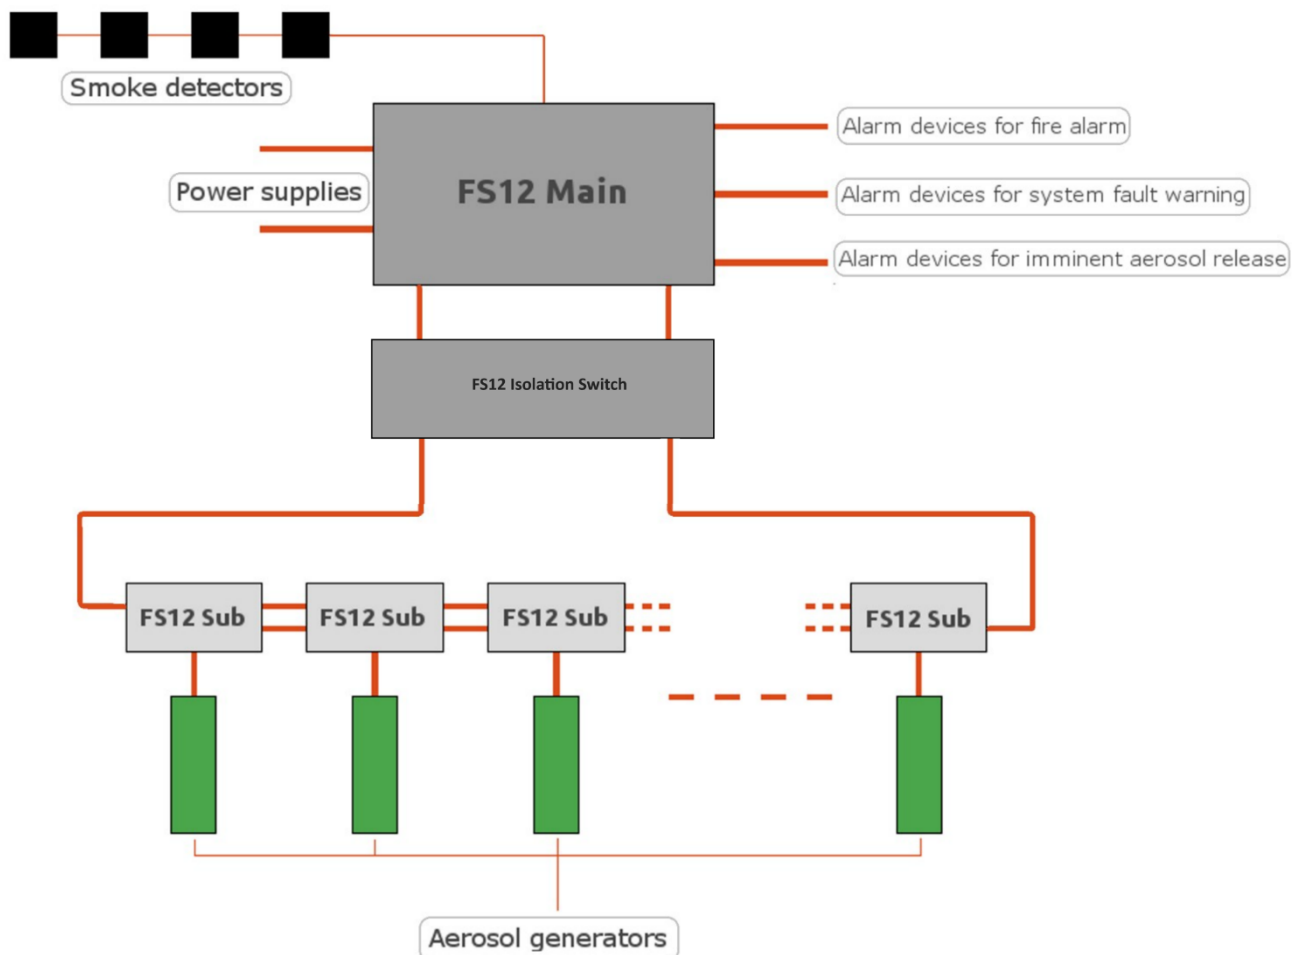 Smoke detectors
Alarm devices for fire alarm
Power supplies
FS12 Main
Alarm devices for system fault warning
Alarm devices for imminent aerosol release
FS12 Isolation Switch
FS12 Sub
FS12 Sub
FS12 Sub
FS12 Sub
Aerosol generators